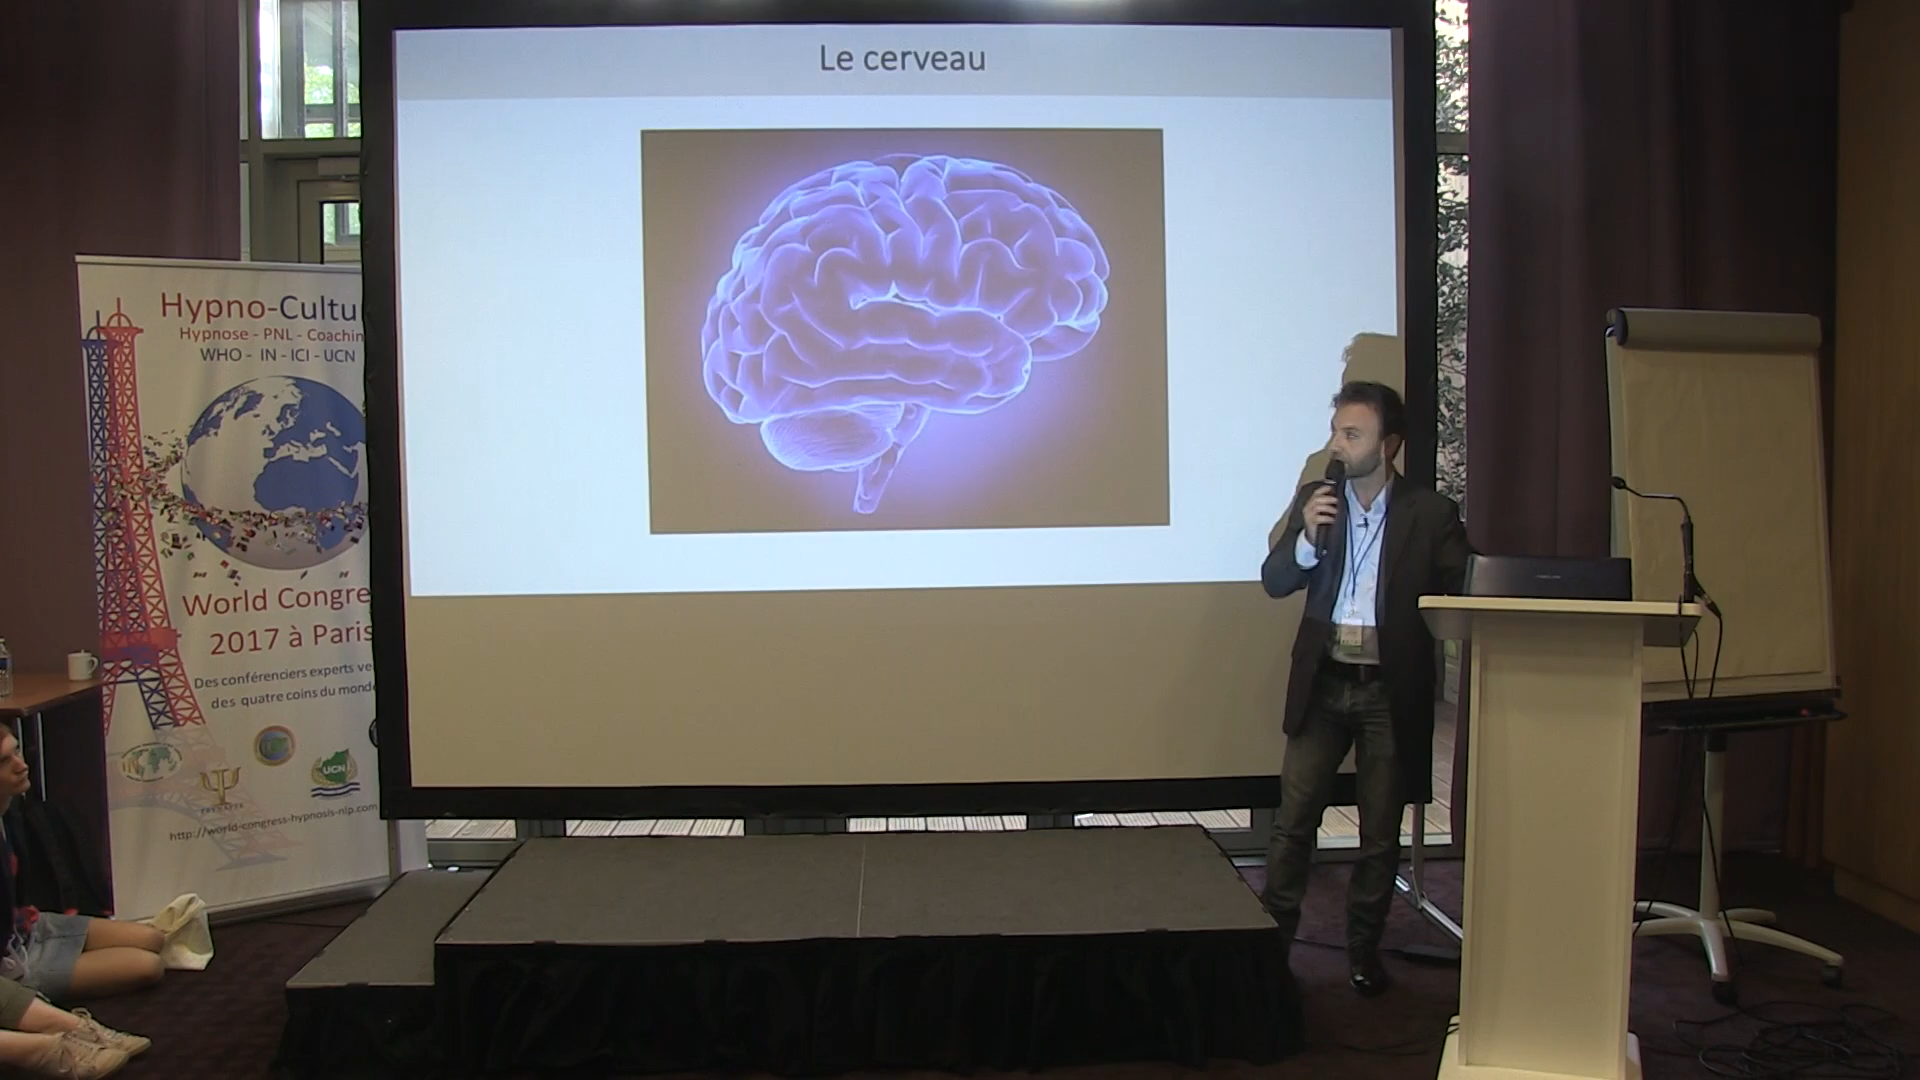 Le cerveau
Hypno-Cultu
Hypnose - PNL - Coachin
WHO - IN - ICI - UCN
World Congre
2017 à Paris
Des conférenciers experts ve
des quatre coins du monde
IN
UCN
http://world-congress-hypnosis-nlp.com